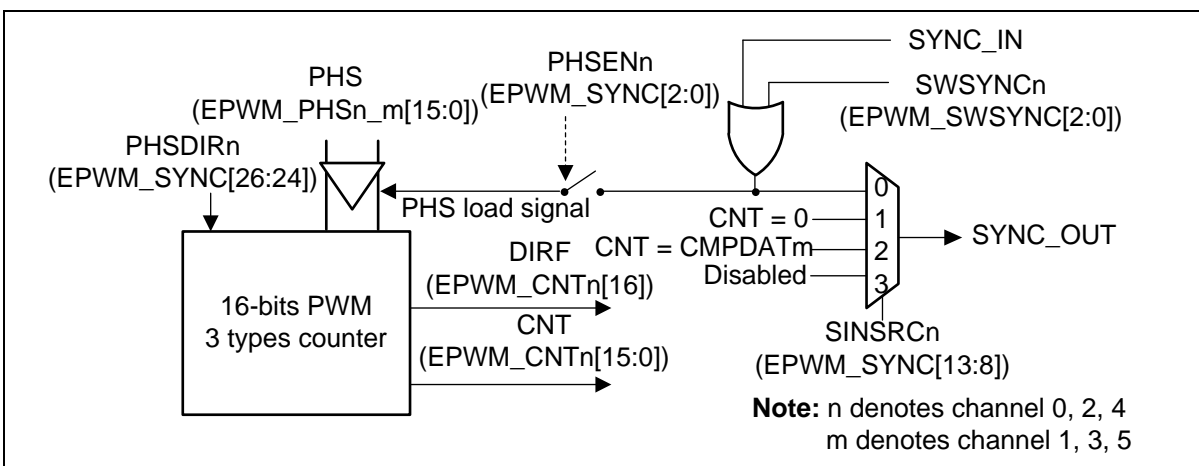 SYNC_IN
PHSENn
(EPWM_SYNC[2:0])
SWSYNCn
(EPWM_SWSYNC[2:0])
PHS
(EPWM_PHSn_m[15:0])
PHSDIRn
(EPWM_SYNC[26:24])
PHS load signal
0
CNT = 0
1
CNT = CMPDATm
2
Disabled
3
SYNC_OUT
DIRF
(EPWM_CNTn[16])
16-bits PWM
3 types counter
CNT
(EPWM_CNTn[15:0])
SINSRCn
(EPWM_SYNC[13:8])
Note: n denotes channel 0, 2, 4
m denotes channel 1, 3, 5